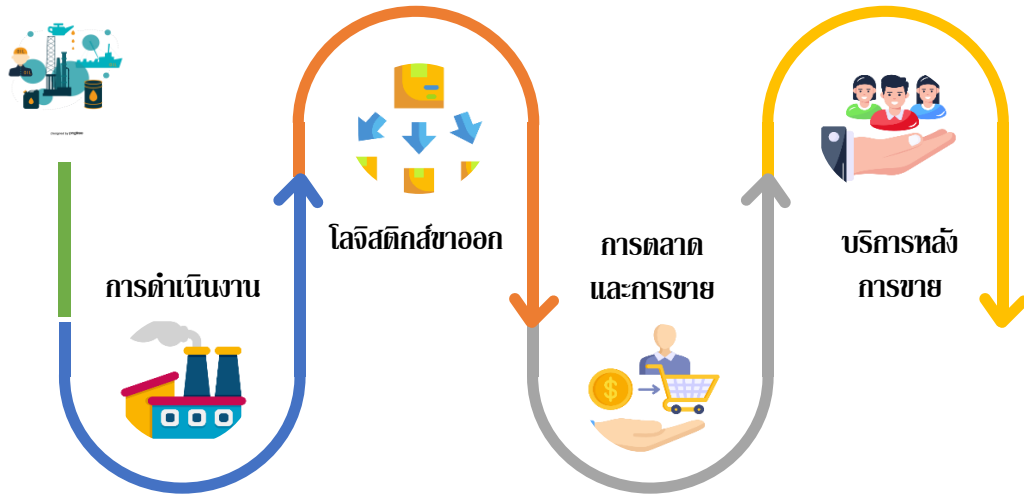 การดำเนินงาน
โลจิสติกส์ขาออก
การตลาด
และการขาย
บริการหลัง
การขาย
$